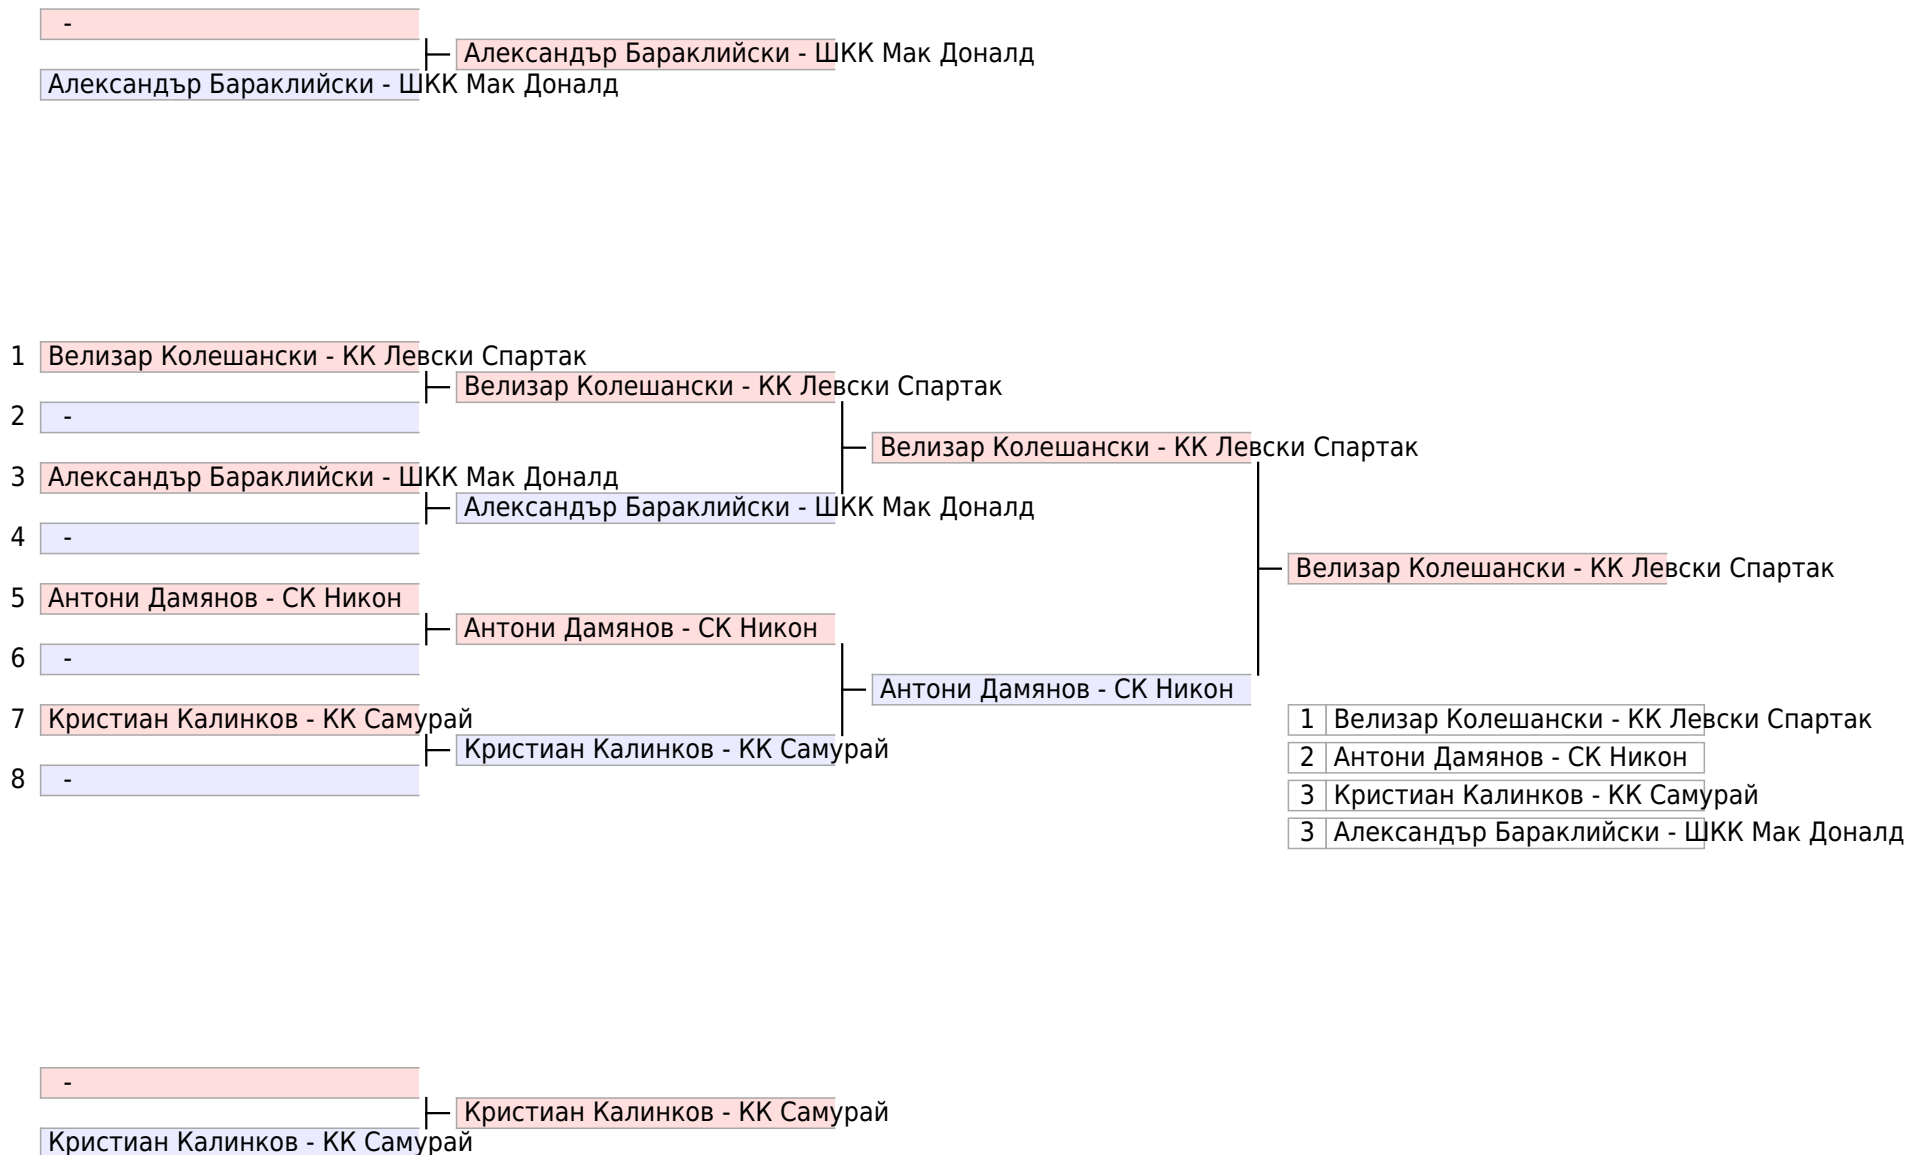 -
Александър Бараклийски - ШКК Мак Доналд
Александър Бараклийски - ШКК Мак Доналд
1 Велизар Колешански - КК Левски Спартак
Велизар Колешански - КК Левски Спартак
2 -
Велизар Колешански - КК Левски Спартак
3 Александър Бараклийски - ШКК Мак Доналд
Александър Бараклийски - ШКК Мак Доналд
4 -
Велизар Колешански - КК Левски Спартак
5 Антони Дамянов - СК Никон
Антони Дамянов - СК Никон
6 -
Антони Дамянов - СК Никон
7 Кристиан Калинков - КК Самурай
Кристиан Калинков - КК Самурай
8 -
1 Велизар Колешански - КК Левски Спартак
2 Антони Дамянов - СК Никон
3 Кристиан Калинков - КК Самурай
3 Александър Бараклийски - ШКК Мак Доналд
-
Кристиан Калинков - КК Самурай
Кристиан Калинков - КК Самурай